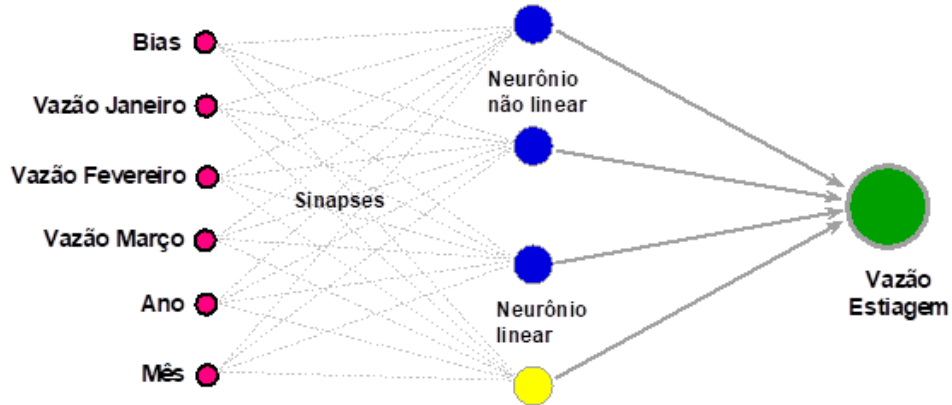 Bias
Vazão Janeiro
Vazão Fevereiro
Vazão Março
Ano
Mês
Sinapses
Neurônio
não linear
Neurônio
linear
Vazão
Estiagem